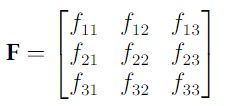 F = [ f₁₁ f₁₂ f₁₃
f₂₁ f₂₂ f₂₃
f₃₁ f₃₂ f₃₃ ]